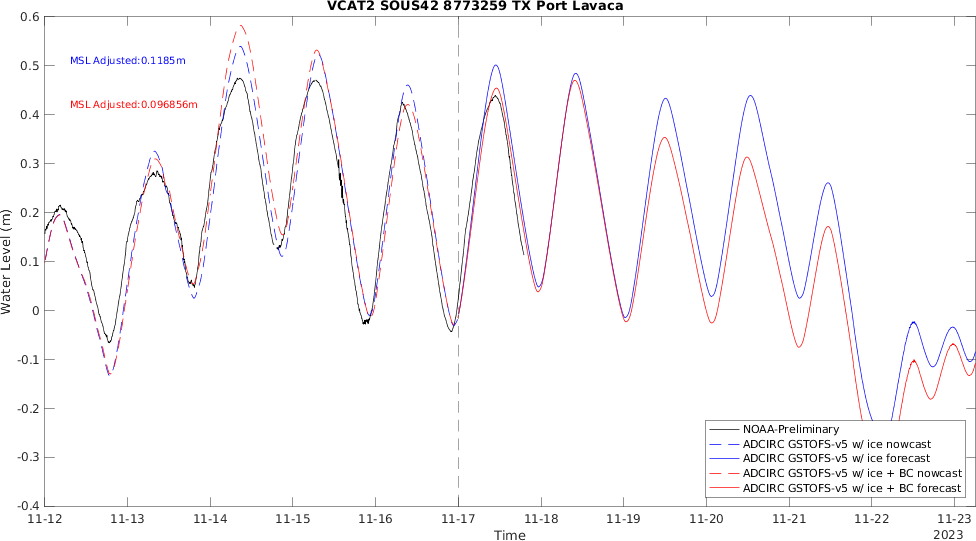 VCAT2 SOUS42 8773259 TX Port Lavaca
0.6
0.5
0.4
0.3
0.2
0.1
0
-0.1
-0.2
-0.3
-0.4
Water Level (m)
MSL Adjusted:0.1185m
MSL Adjusted:0.096856m
NOAA-Preliminary
ADCIRC GSTOFS-v5 w/ ice nowcast
ADCIRC GSTOFS-v5 w/ ice forecast
ADCIRC GSTOFS-v5 w/ ice + BC nowcast
ADCIRC GSTOFS-v5 w/ ice + BC forecast
11-12 11-13 11-14 11-15 11-16 11-17 11-18 11-19 11-20 11-21 11-22 11-23
Time
2023